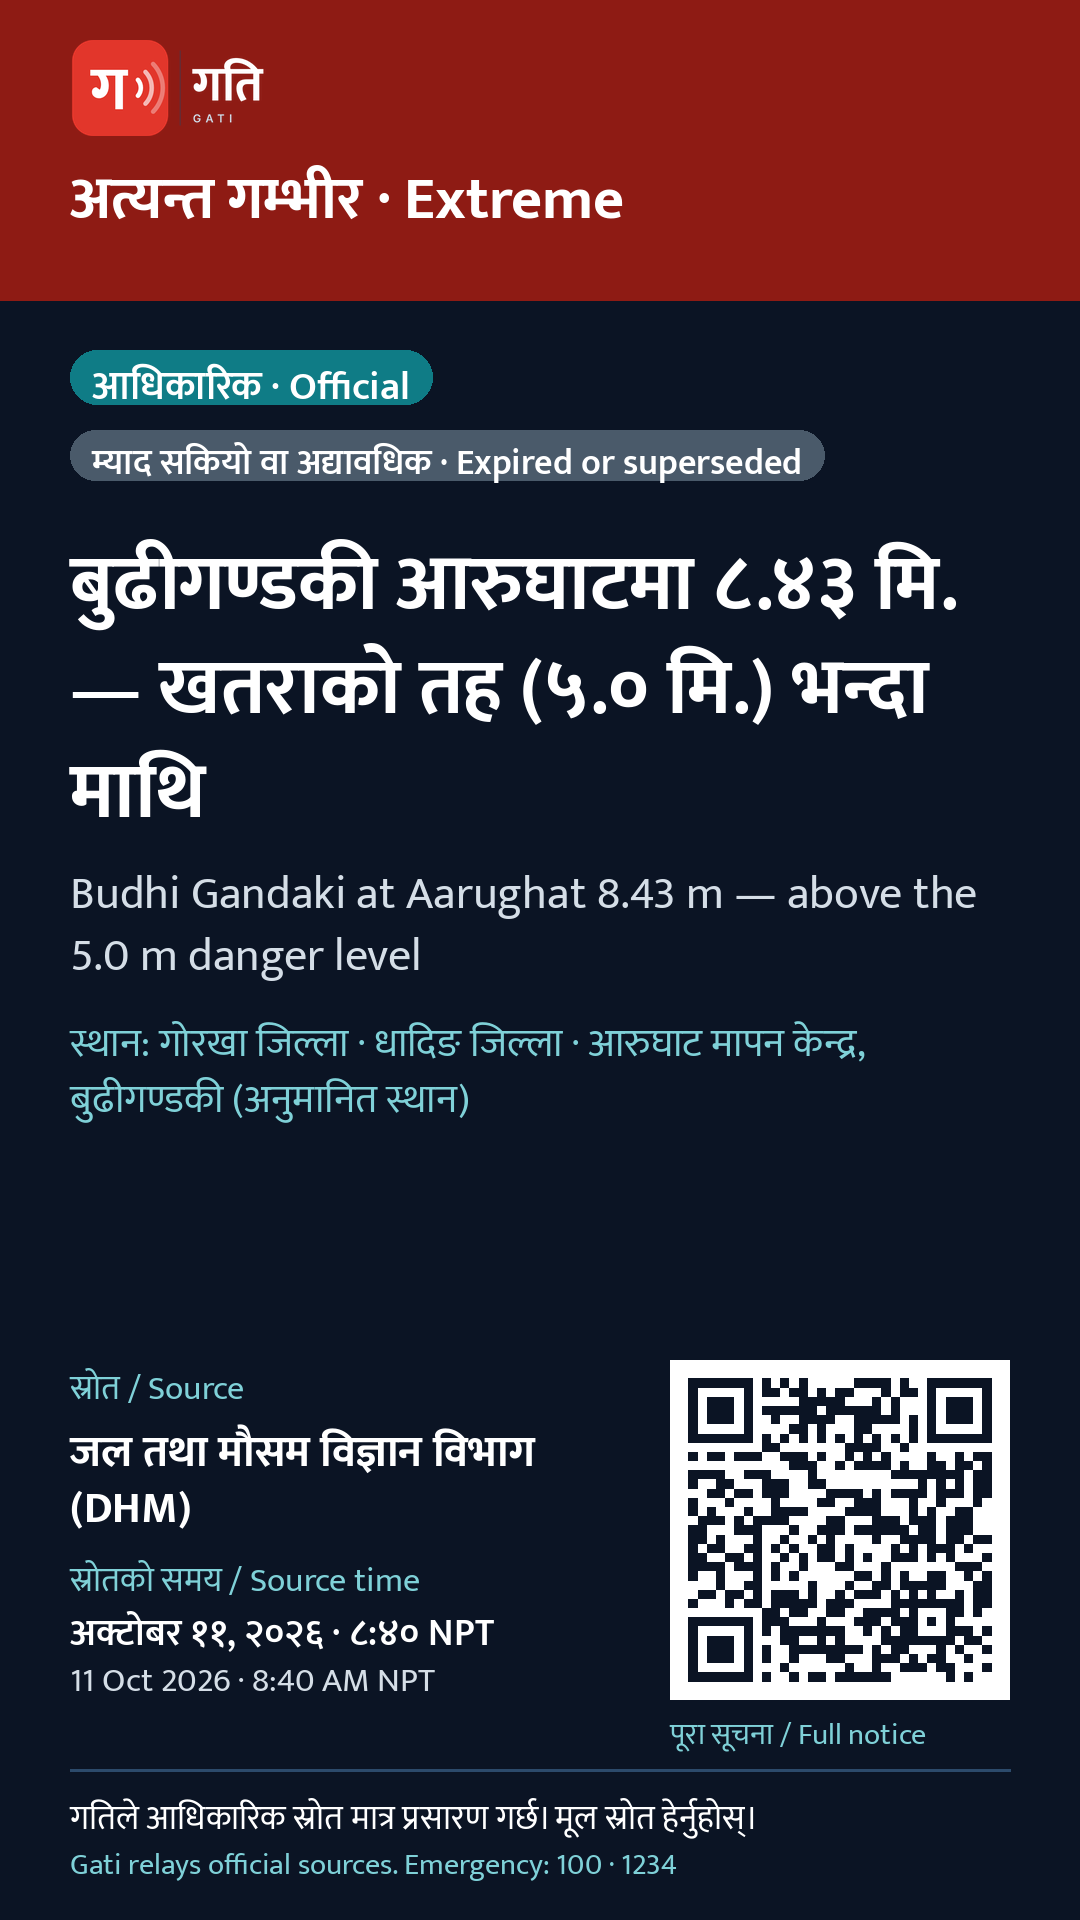 ग
गति
GATI
अत्यन्त गम्भीर · Extreme
आधिकारिक · Official
म्याद सकियो वा अद्यावधिक · Expired or superseded
बुढीगण्डकी आरुघाटमा ८.४३ मि.
— खतराको तह (५.० मि.) भन्दा
माथि
Budhi Gandaki at Aarughat 8.43 m — above the
5.0 m danger level
स्थान: गोरखा जिल्ला · धादिङ जिल्ला · आरुघाट मापन केन्द्र,
बुढीगण्डकी (अनुमानित स्थान)
स्रोत / Source
जल तथा मौसम विज्ञान विभाग
(DHM)
स्रोतको समय / Source time
अक्टोबर ११, २०२६ · ८:४० NPT
11 Oct 2026 · 8:40 AM NPT
पूरा सूचना / Full notice
गतिले आधिकारिक स्रोत मात्र प्रसारण गर्छ। मूल स्रोत हेर्नुहोस्।
Gati relays official sources. Emergency: 100 · 1234